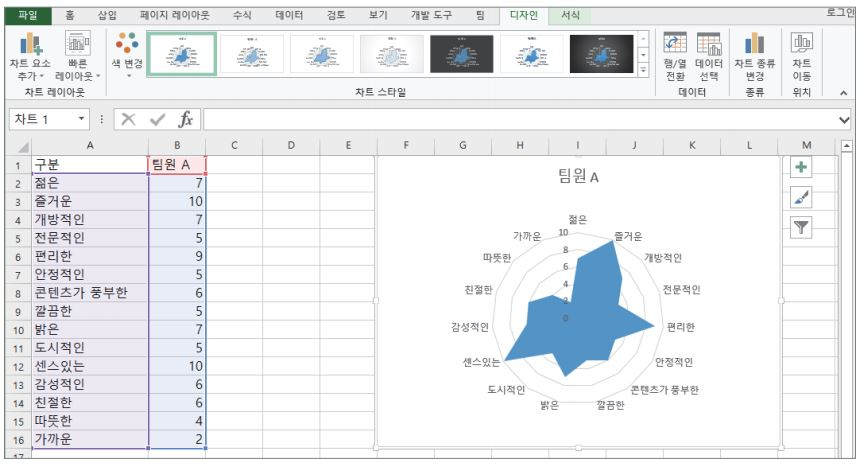 파일 홈 삽입 페이지 레이아웃 수식 데이터 검토 보기 개발 도구 팀 디자인 서식 로그인
차트 요소 추가 빠른 레이아웃 색 변경 행/열 전환 데이터 선택 차트 종류 변경 차트 이동
차트 레이아웃 차트 스타일 데이터 종류 위치
차트 1 fx
A B C D E F G H I J K L M
1 구분 팀원 A
2 젊은 7
3 즐거운 10
4 개방적인 7
5 전문적인 5
6 편리한 9
7 안정적인 5
8 콘텐츠가 풍부한 6
9 깔끔한 5
10 밝은 7
11 도시적인 5
12 센스있는 10
13 감성적인 6
14 친절한 6
15 따뜻한 4
16 가까운 2
17
팀원 A
젊은
가까운 10 즐거운
따뜻한 8 개방적인
6
친절한 4 전문적인
2
감성적인 0 편리한
센스있는 안정적인
도시적인 콘텐츠가 풍부한
밝은 깔끔한